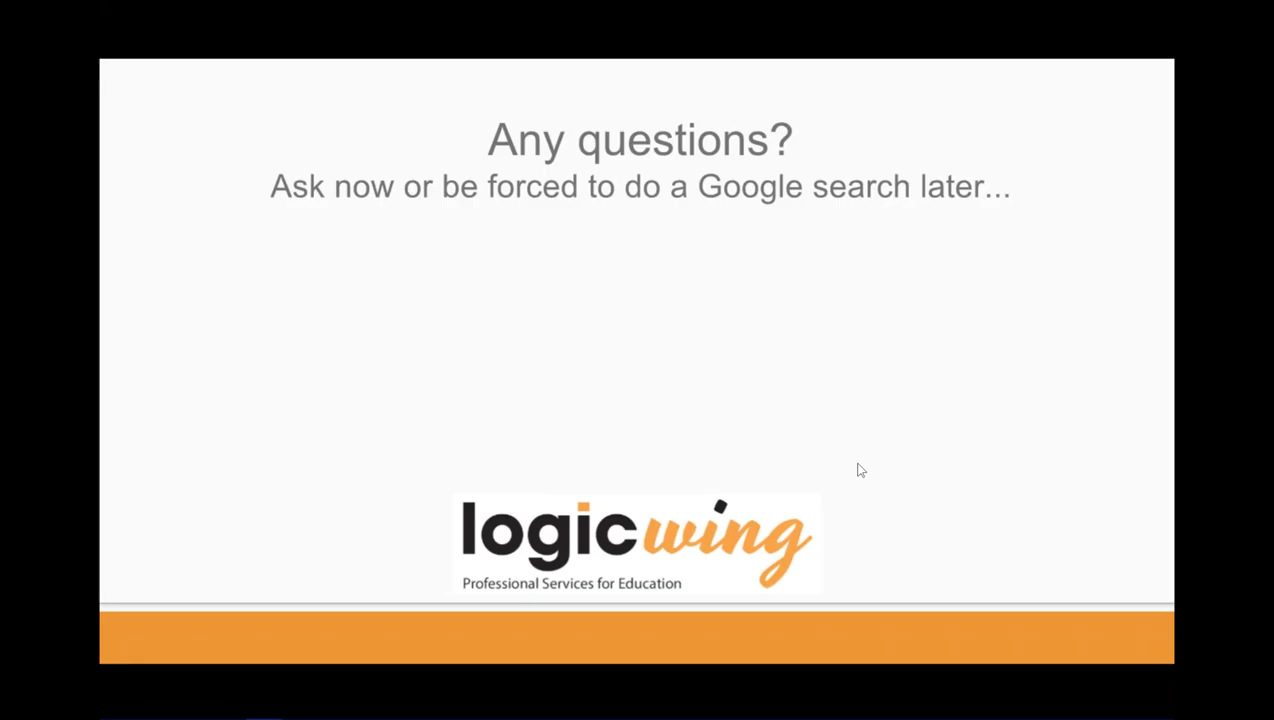 Any questions?
Ask now or be forced to do a Google search later...
logicwing
Professional Services for Education